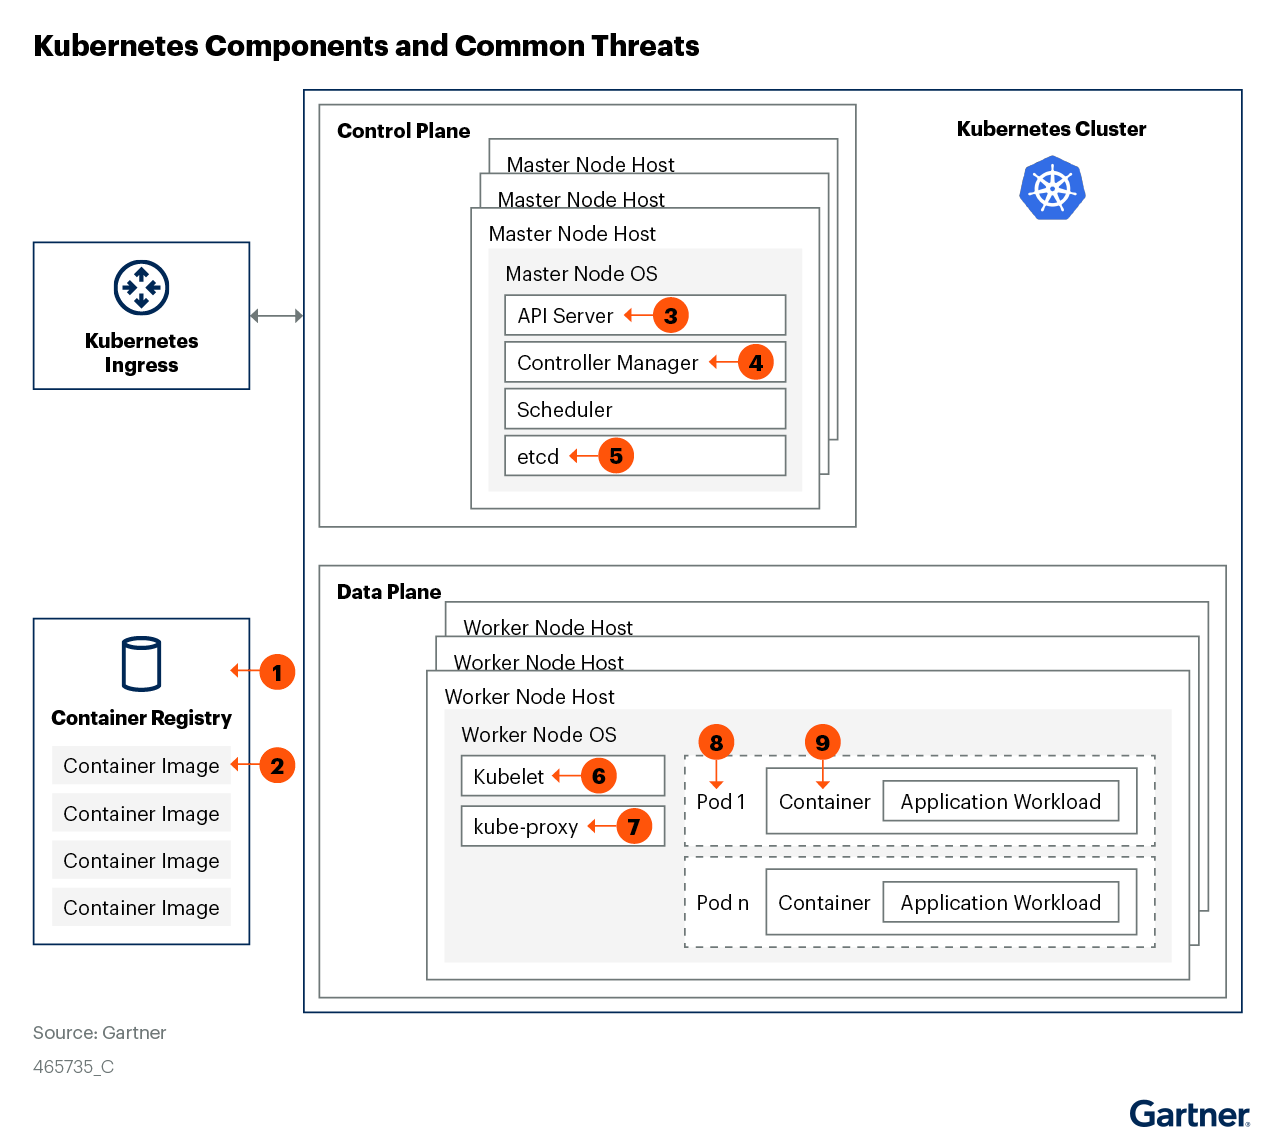 Kubernetes Components and Common Threats
Control Plane
Kubernetes Cluster
Master Node Host
Master Node Host
Master Node Host
Master Node OS
API Server 3
Controller Manager 4
Scheduler
etcd 5
Kubernetes
Ingress
Data Plane
Worker Node Host
Worker Node Host
Worker Node Host
Worker Node OS
Kubelet 6
kube-proxy 7
8
9
Pod 1
Container
Application Workload
Pod n
Container
Application Workload
1
Container Registry
Container Image 2
Container Image
Container Image
Container Image
Source: Gartner
465735_C
Gartner®